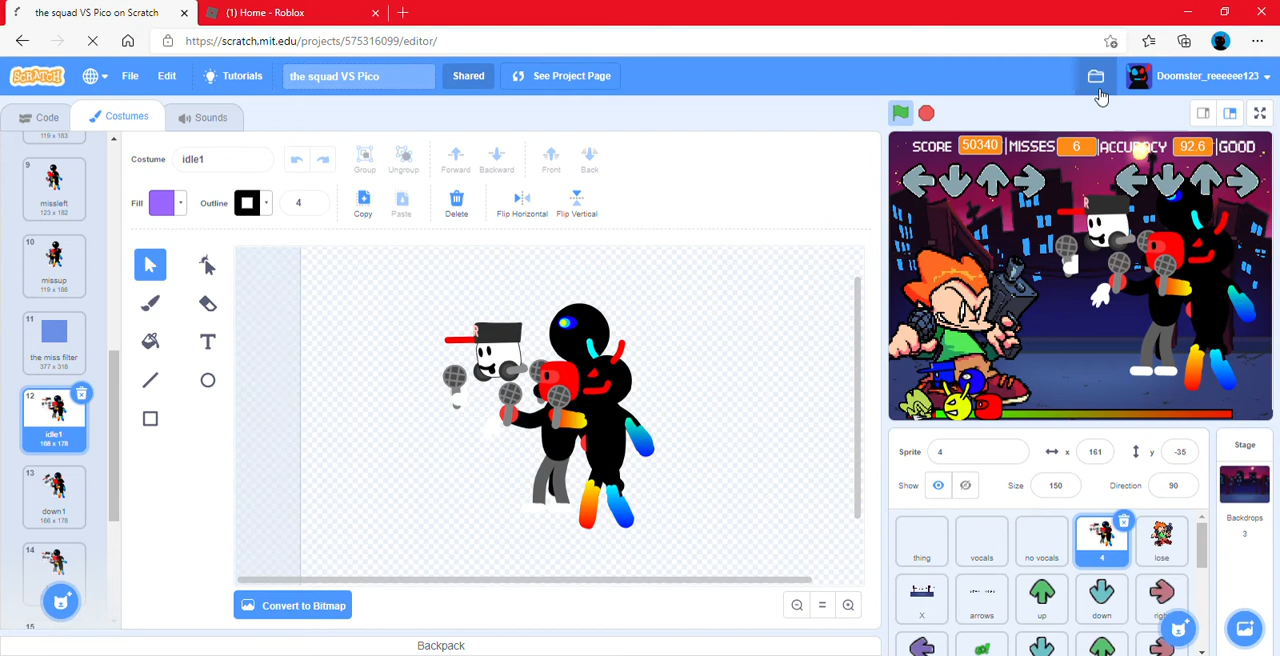 the squad VS Pico on Scratch
(1) Home - Roblox
https://scratch.mit.edu/projects/575316099/editor/
SCRATCH
File
Edit
Tutorials
the squad VS Pico
Shared
See Project Page
Doomster_reeeeee123
Code
Costumes
Sounds
119 x 183
9
missleft
123 x 182
10
missup
119 x 186
11
the miss filter
377 x 316
12
idle1
168 x 178
13
down1
166 x 178
14
15
Costume
idle1
Group
Ungroup
Forward
Backward
Front
Back
Fill
Outline
4
Copy
Paste
Delete
Flip Horizontal
Flip Vertical
T
R
Convert to Bitmap
Backpack
SCORE 50340 |MISSES 6 |ACCURACY 92.6 |GOOD
R
Sprite
4
x
161
y
-35
Show
Size
150
Direction
90
Stage
Backdrops
3
thing
vocals
no vocals
4
lose
X
arrows
up
down
righ